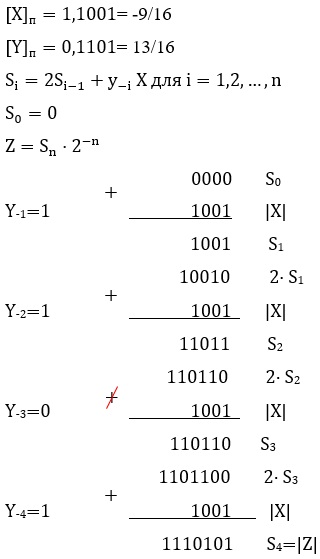 [X]п = 1,1001= -9/16
[Y]п = 0,1101= 13/16
Sᵢ = 2Sᵢ₋₁ + y₋ᵢ X для i = 1,2, ..., n
S₀ = 0
Z = Sₙ · 2⁻ⁿ
0000 S₀
+
Y-1=1 1001 |X|
1001 S₁
10010 2· S₁
+
Y-2=1 1001 |X|
11011 S₂
110110 2· S₂
+
Y-3=0 1001 |X|
110110 S₃
1101100 2· S₃
+
Y-4=1 1001 |X|
1110101 S₄=|Z|